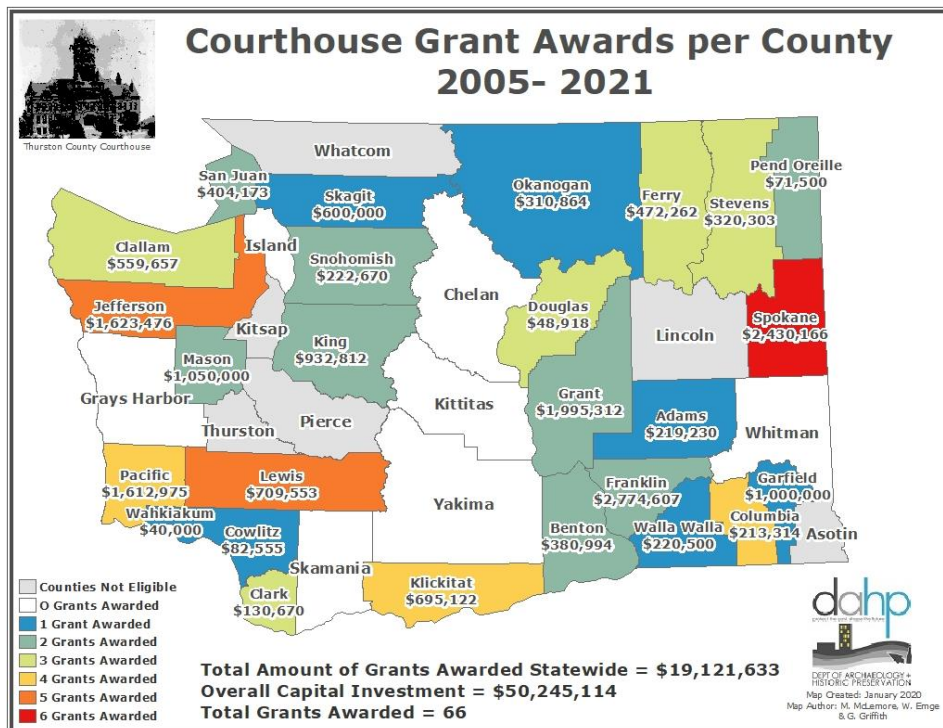 Courthouse Grant Awards per County
2005- 2021
Thurston County Courthouse
Whatcom
San Juan
$404,173
Skagit
$600,000
Okanogan
$310,864
Ferry
$472,262
Stevens
$320,303
Pend Oreille
$71,500
Clallam
$559,657
Island
Snohomish
$222,670
Chelan
Douglas
$48,918
Jefferson
$1,623,476
Kitsap
King
$932,812
Lincoln
Spokane
$2,430,166
Mason
$1,050,000
Grays Harbor
Grant
$1,995,312
Kittitas
Adams
$219,230
Thurston
Pierce
Whitman
Pacific
$1,612,975
Lewis
$709,553
Yakima
Franklin
$2,774,607
Garfield
$1,000,000
Wahkiakum
$40,000
Cowlitz
$82,555
Benton
$380,994
Walla Walla
$220,500
Columbia
$213,314
Asotin
Skamania
Clark
$130,670
Klickitat
$695,122
Counties Not Eligible
0 Grants Awarded
1 Grant Awarded
2 Grants Awarded
3 Grants Awarded
4 Grants Awarded
5 Grants Awarded
6 Grants Awarded
Total Amount of Grants Awarded Statewide = $19,121,633
Overall Capital Investment = $50,245,114
Total Grants Awarded = 66
dahp
protect the past, shape the future
DEPT OF ARCHAEOLOGY +
HISTORIC PRESERVATION
Map Created: January 2020
Map Author: M. McLemore, W. Emge
& G. Griffith